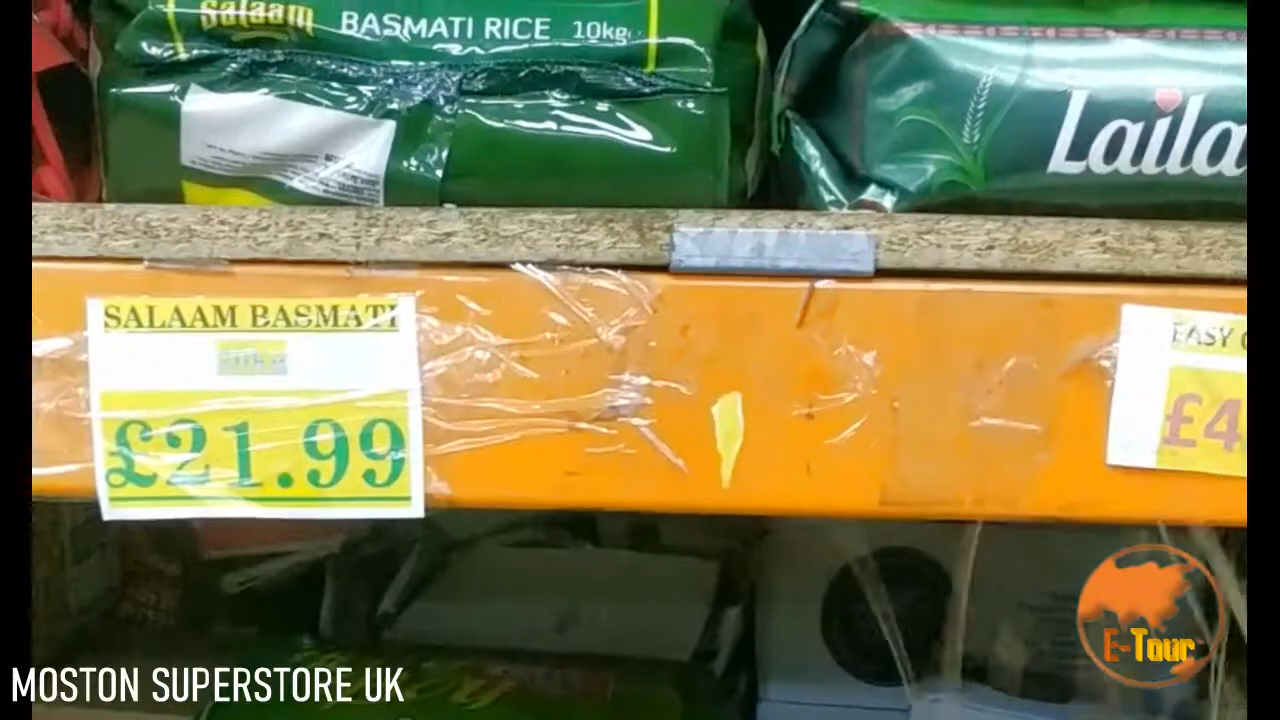 Salaam BASMATI RICE 10kg
Laila
SALAAM BASMATI
£21.99
EASY
£4
E-Tour
MOSTON SUPERSTORE UK